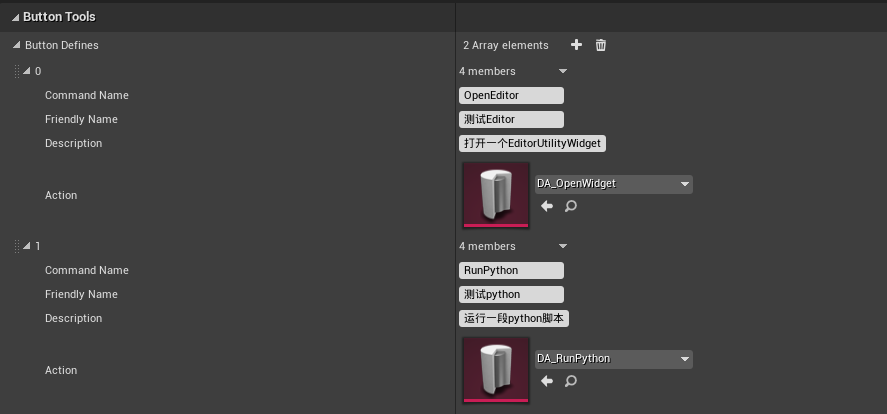 Button Tools
Button Defines 2 Array elements
0 4 members
Command Name OpenEditor
Friendly Name 测试Editor
Description 打开一个EditorUtilityWidget
Action DA_OpenWidget
1 4 members
Command Name RunPython
Friendly Name 测试python
Description 运行一段python脚本
Action DA_RunPython